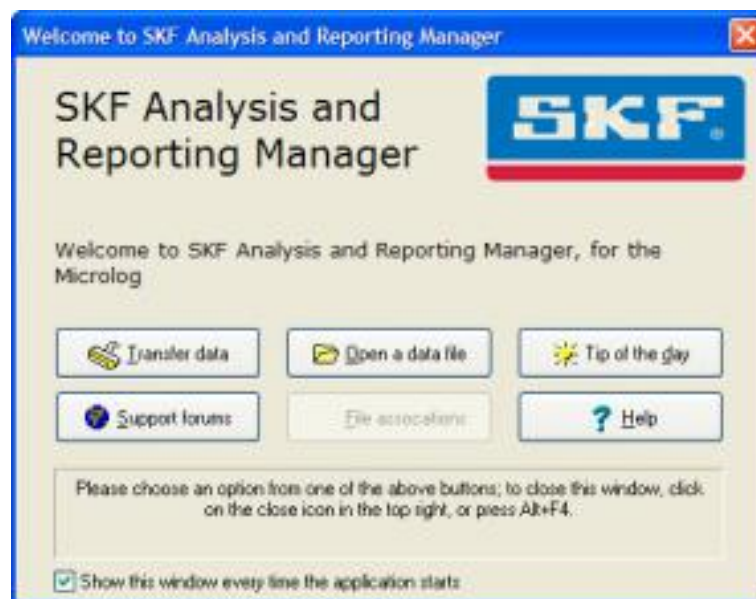 Welcome to SKF Analysis and Reporting Manager
SKF Analysis and
Reporting Manager
SKF®
Welcome to SKF Analysis and Reporting Manager, for the
Microlog
Transfer data
Open a data file
Tip of the day
Support forums
File assocations
Help
Please choose an option from one of the above buttons; to close this window, click
on the close icon in the top right, or press Alt+F4.
Show this window every time the application starts